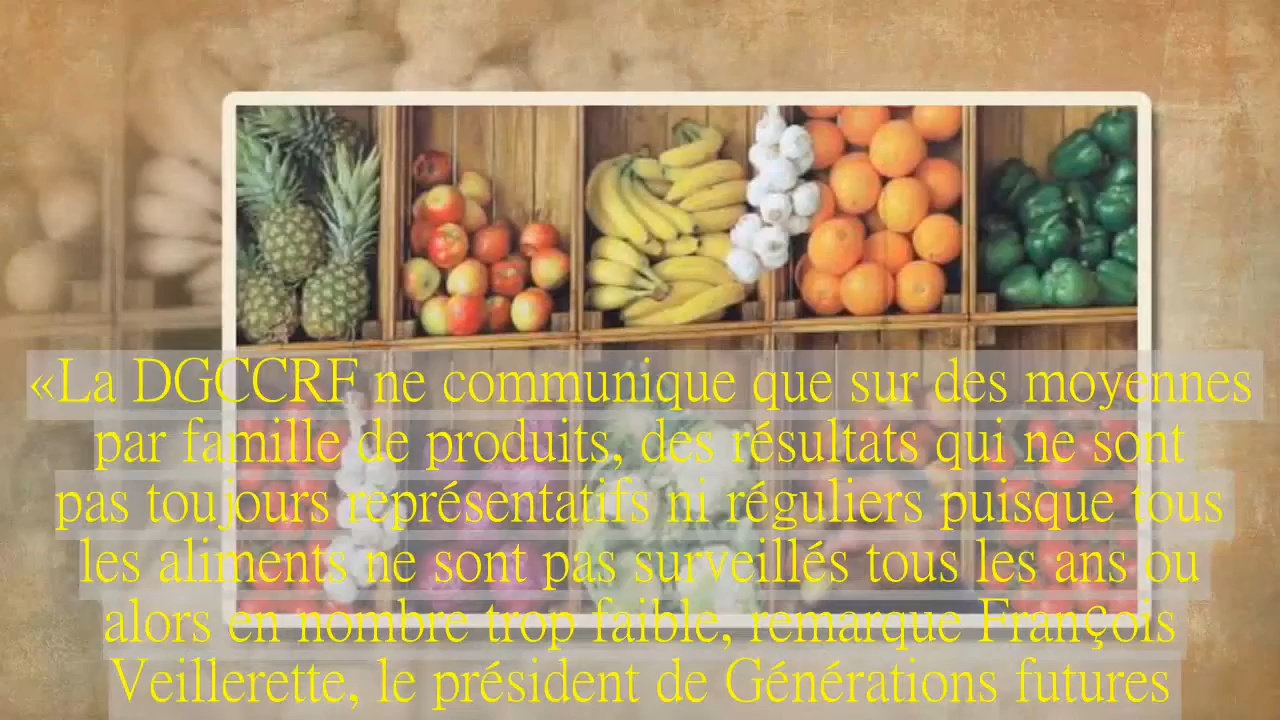 «La DGCCRF ne communique que sur des moyennes
par famille de produits, des résultats qui ne sont
pas toujours représentatifs ni réguliers puisque tous
les aliments ne sont pas surveillés tous les ans ou
alors en nombre trop faible, remarque François
Veillerette, le président de Générations futures